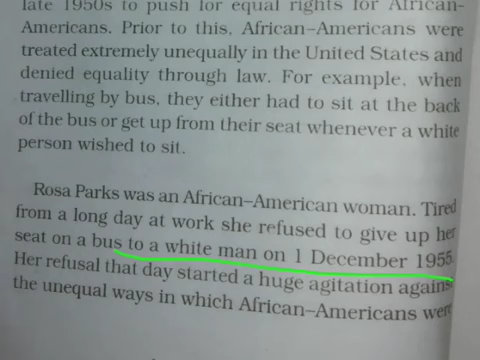 late 1950s to push for equal rights for African–
Americans. Prior to this, African–Americans were
treated extremely unequally in the United States and
denied equality through law. For example, when
travelling by bus, they either had to sit at the back
of the bus or get up from their seat whenever a white
person wished to sit.
Rosa Parks was an African–American woman. Tired
from a long day at work she refused to give up her
seat on a bus to a white man on 1 December 1955.
Her refusal that day started a huge agitation agains
the unequal ways in which African–Americans were